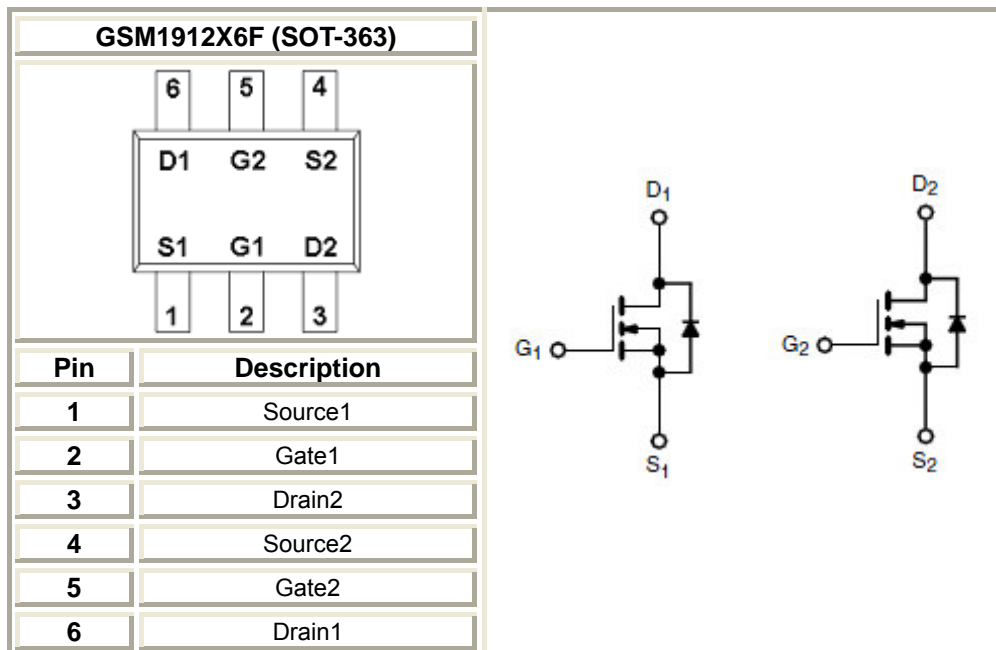 GSM1912X6F (SOT-363)
6 5 4
D1 G2 S2
S1 G1 D2
1 2 3
Pin Description
1 Source1
2 Gate1
3 Drain2
4 Source2
5 Gate2
6 Drain1
D1
G1
S1
D2
G2
S2